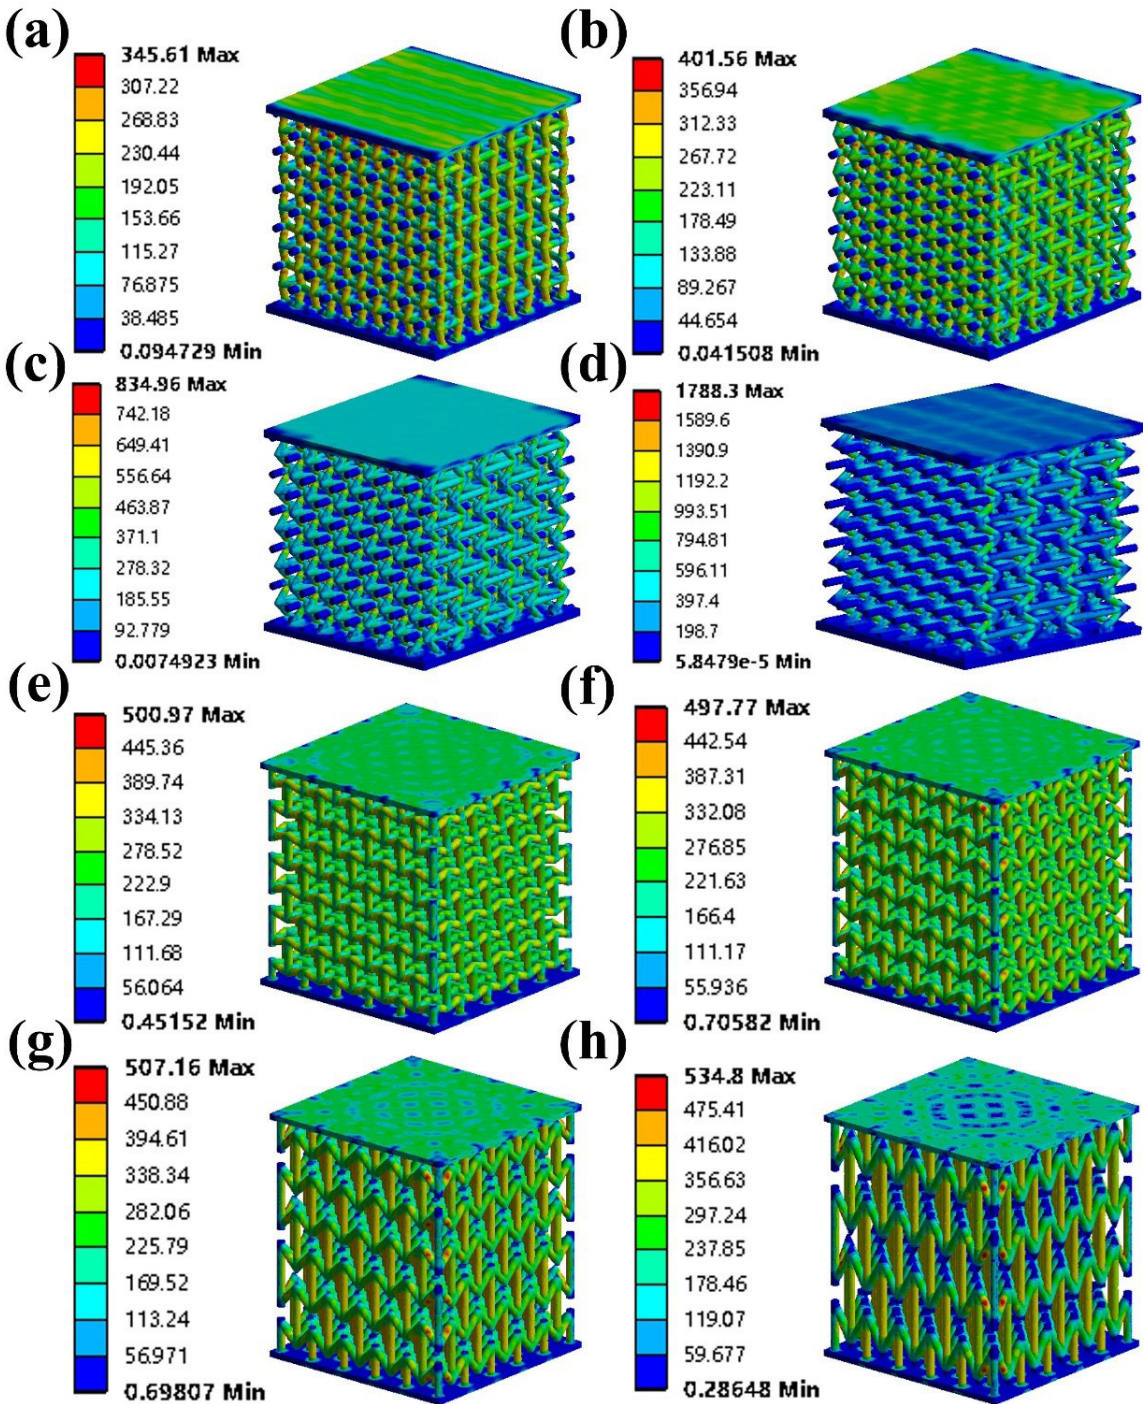 (a)
345.61 Max
307.22
268.83
230.44
192.05
153.66
115.27
76.875
38.485
0.094729 Min
(b)
401.56 Max
356.94
312.33
267.72
223.11
178.49
133.88
89.267
44.654
0.041508 Min
(c)
834.96 Max
742.18
649.41
556.64
463.87
371.1
278.32
185.55
92.779
0.0074923 Min
(d)
1788.3 Max
1589.6
1390.9
1192.2
993.51
794.81
596.11
397.4
198.7
5.8479e-5 Min
(e)
500.97 Max
445.36
389.74
334.13
278.52
222.9
167.29
111.68
56.064
0.45152 Min
(f)
497.77 Max
442.54
387.31
332.08
276.85
221.63
166.4
111.17
55.936
0.70582 Min
(g)
507.16 Max
450.88
394.61
338.34
282.06
225.79
169.52
113.24
56.971
0.69807 Min
(h)
534.8 Max
475.41
416.02
356.63
297.24
237.85
178.46
119.07
59.677
0.28648 Min